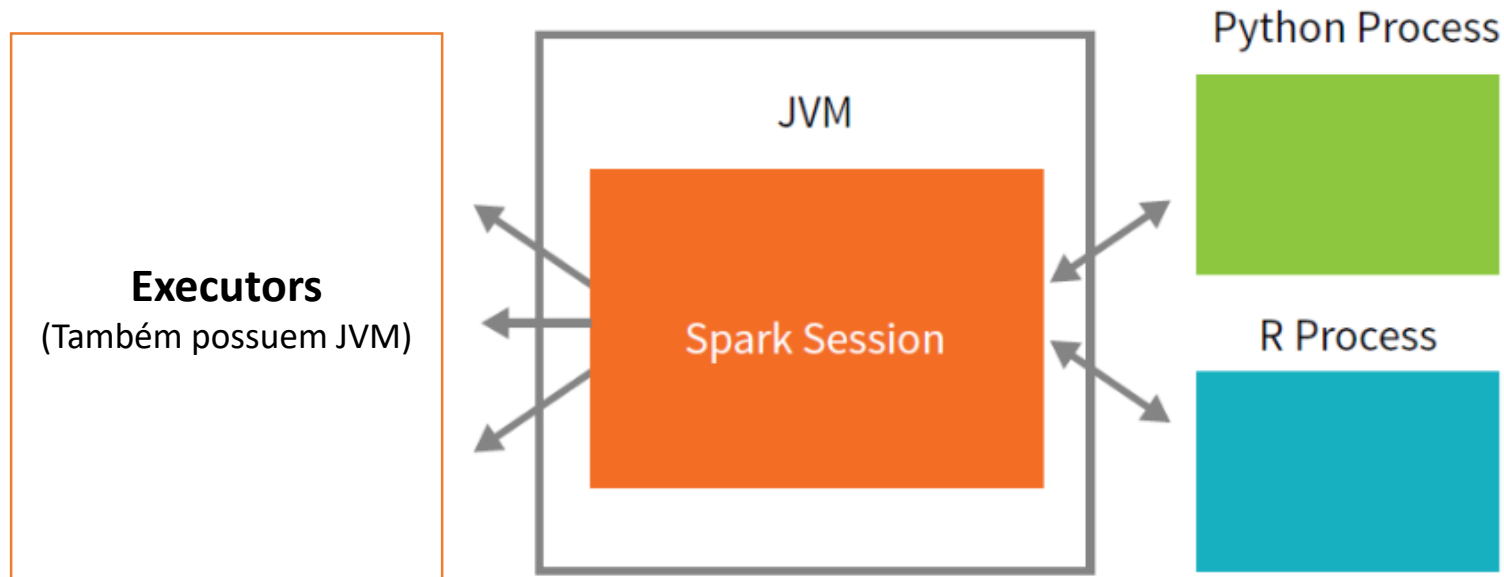 Executors
(Também possuem JVM)
JVM
Spark Session
Python Process
R Process